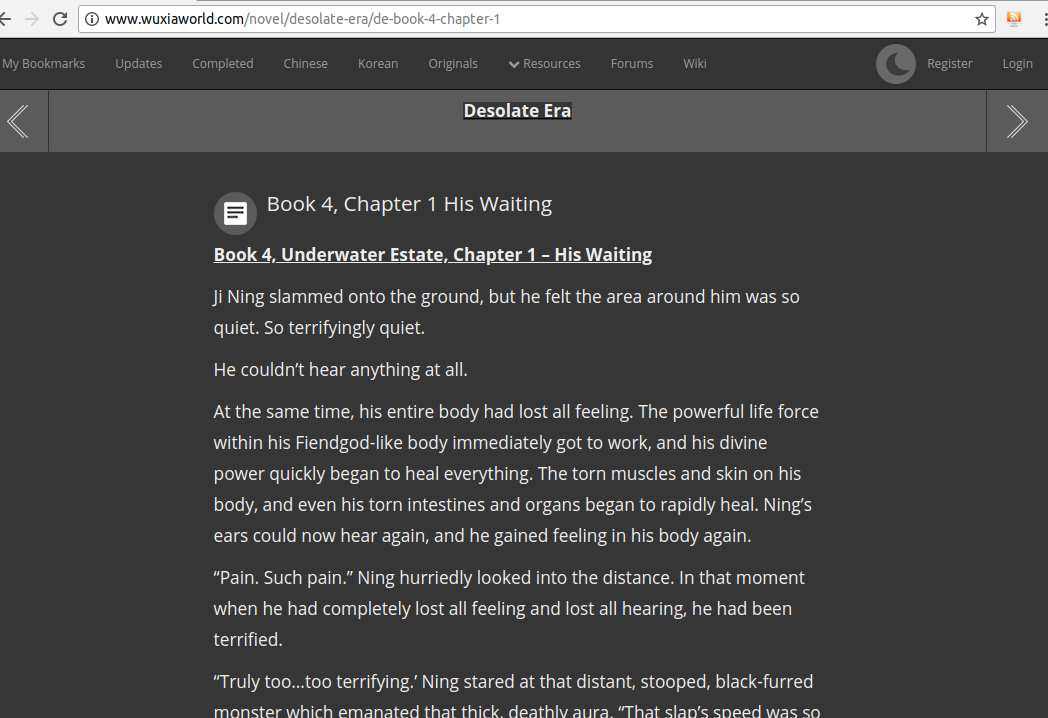 www.wuxiaworld.com/novel/desolate-era/de-book-4-chapter-1
My Bookmarks Updates Completed Chinese Korean Originals Resources Forums Wiki Register Login
Desolate Era
Book 4, Chapter 1 His Waiting
Book 4, Underwater Estate, Chapter 1 – His Waiting
Ji Ning slammed onto the ground, but he felt the area around him was so
quiet. So terrifyingly quiet.
He couldn’t hear anything at all.
At the same time, his entire body had lost all feeling. The powerful life force
within his Fiendgod-like body immediately got to work, and his divine
power quickly began to heal everything. The torn muscles and skin on his
body, and even his torn intestines and organs began to rapidly heal. Ning’s
ears could now hear again, and he gained feeling in his body again.
“Pain. Such pain.” Ning hurriedly looked into the distance. In that moment
when he had completely lost all feeling and lost all hearing, he had been
terrified.
“Truly too…too terrifying.’ Ning stared at that distant, stooped, black-furred
monster which emanated that thick, deathly aura. “That slap’s speed was so